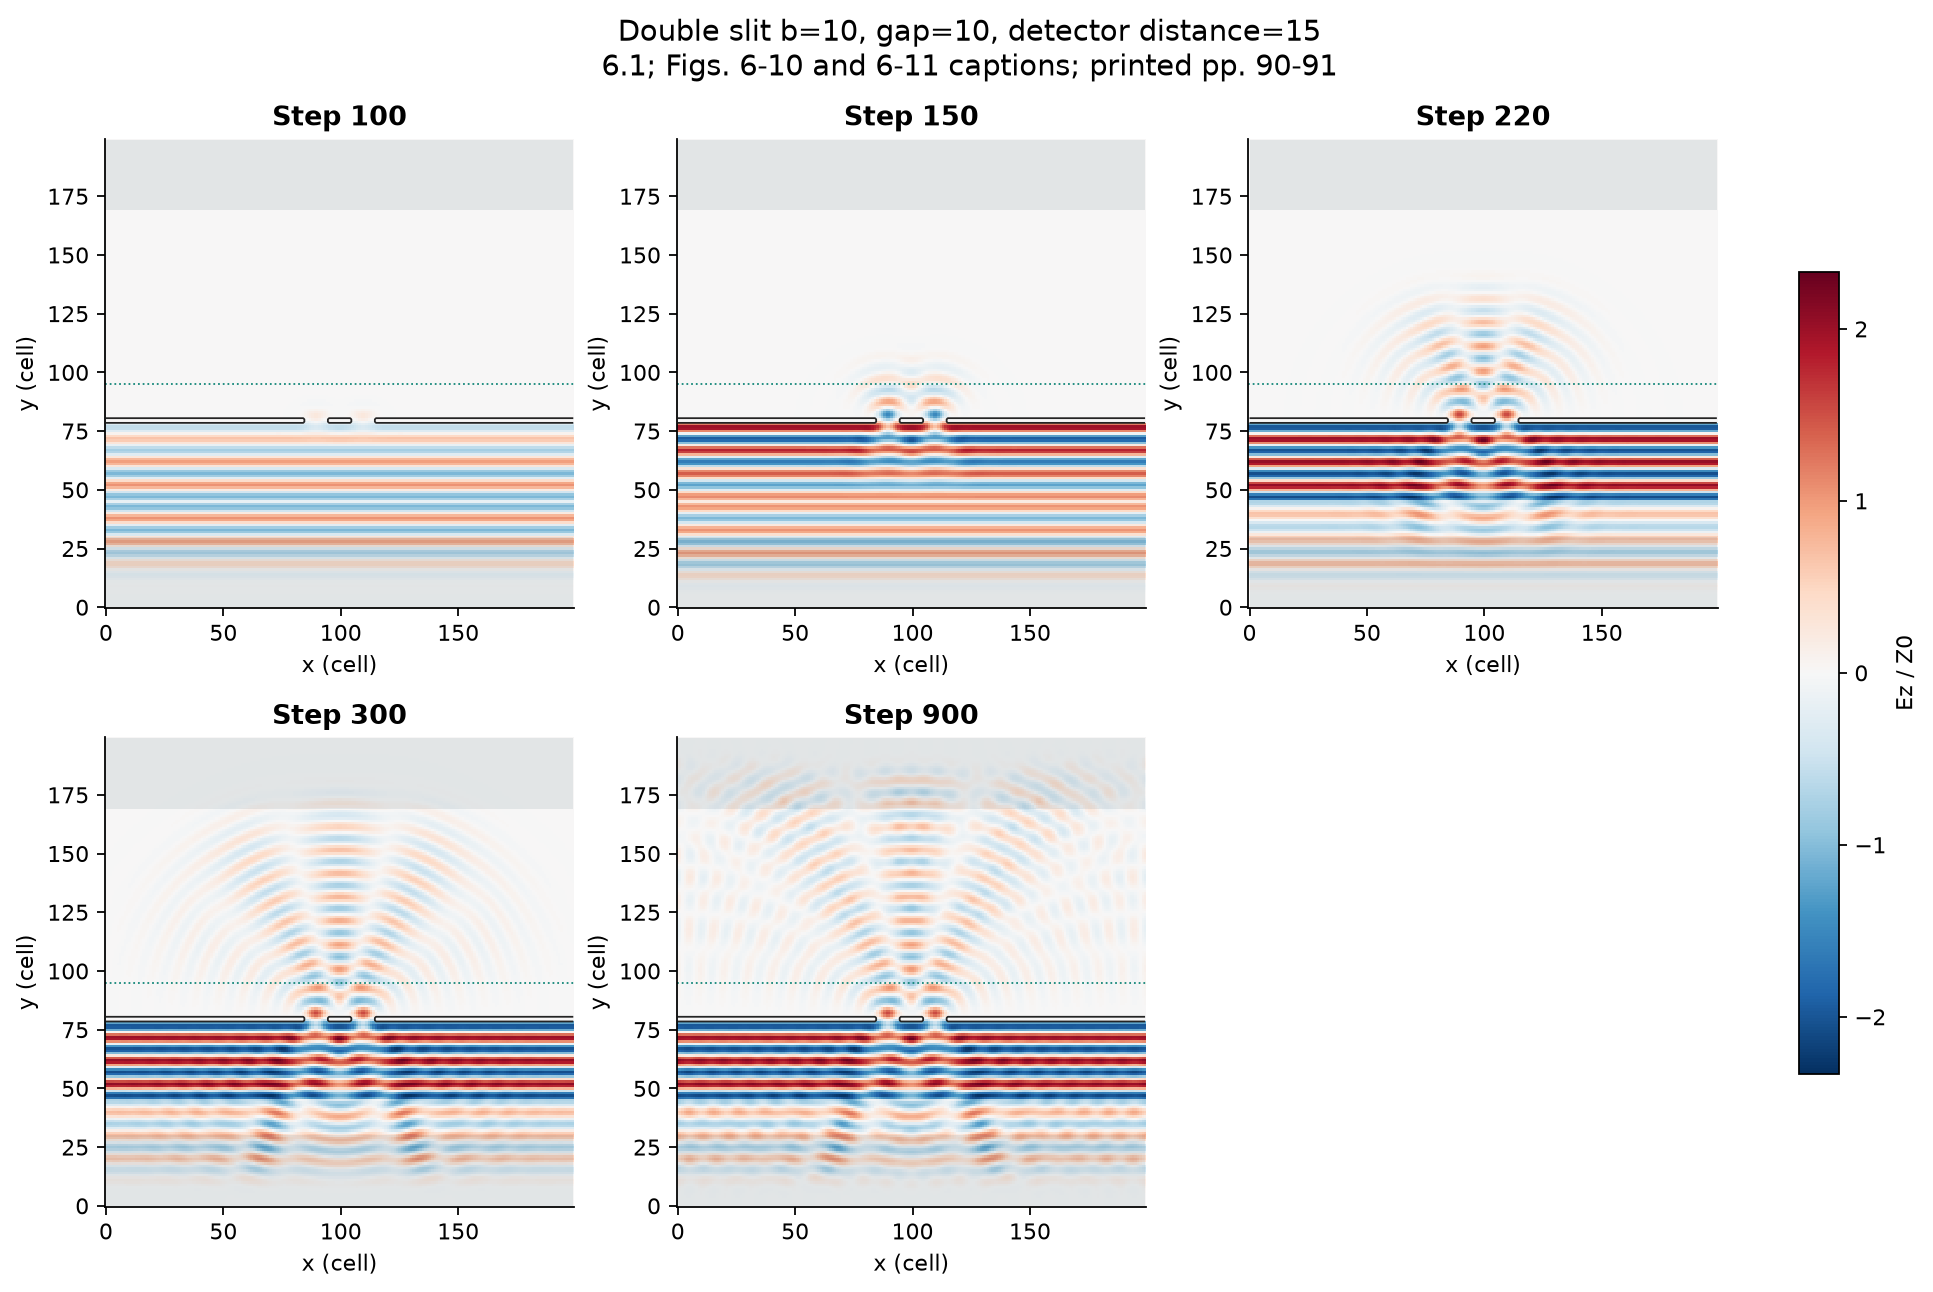 Double slit b=10, gap=10, detector distance=15
6.1; Figs. 6-10 and 6-11 captions; printed pp. 90-91
Step 100
175
150
125
100
75
50
25
0
y (cell)
0 50 100 150
x (cell)
Step 150
175
150
125
100
75
50
25
0
y (cell)
0 50 100 150
x (cell)
Step 220
175
150
125
100
75
50
25
0
y (cell)
0 50 100 150
x (cell)
Step 300
175
150
125
100
75
50
25
0
y (cell)
0 50 100 150
x (cell)
Step 900
175
150
125
100
75
50
25
0
y (cell)
0 50 100 150
x (cell)
2
1
0
−1
−2
Ez / Z0